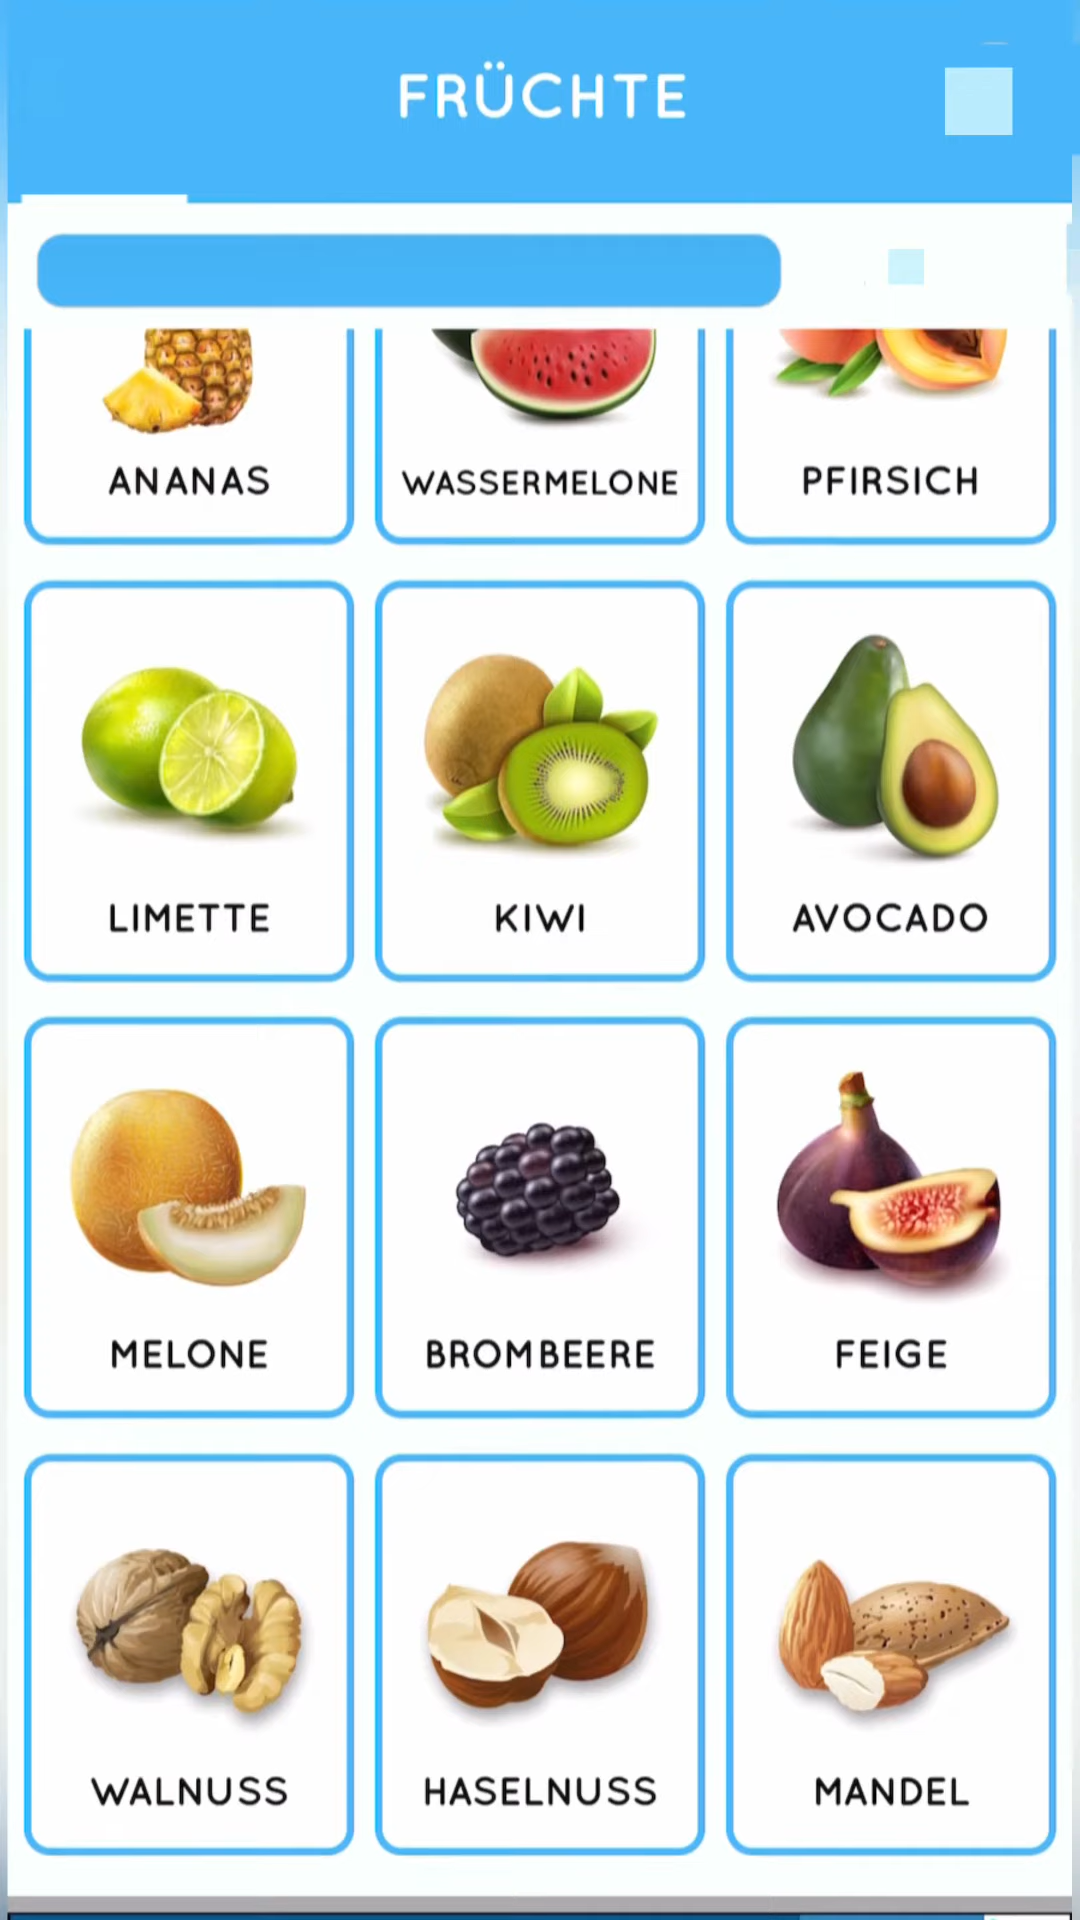 FRÜCHTE
ANANAS
WASSERMELONE
PFIRSICH
LIMETTE
KIWI
AVOCADO
MELONE
BROMBEERE
FEIGE
WALNUSS
HASELNUSS
MANDEL